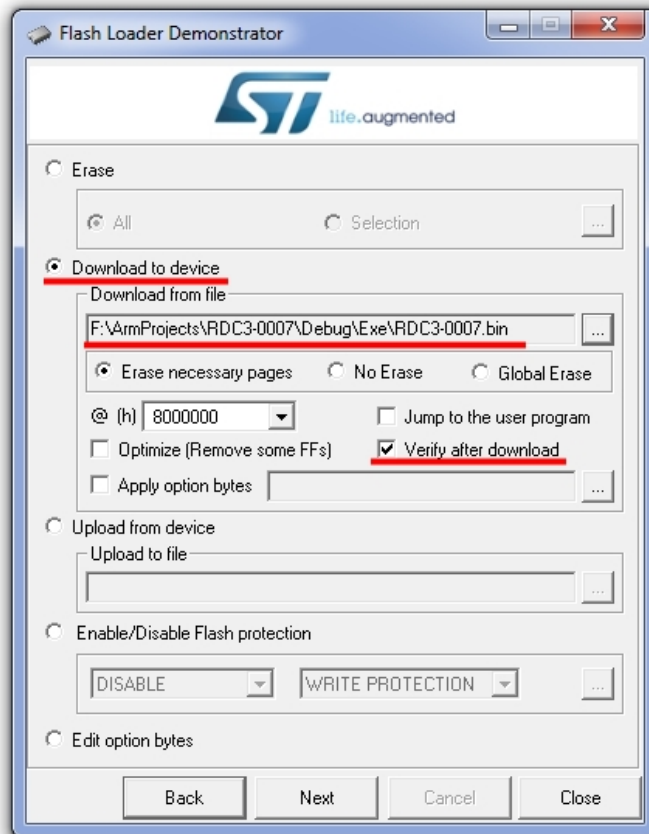 Flash Loader Demonstrator
ST life.augmented
Erase
All Selection ...
Download to device
Download from file
F:\ArmProjects\RDC3-0007\Debug\Exe\RDC3-0007.bin ...
Erase necessary pages No Erase Global Erase
@ (h) 8000000 Jump to the user program
Optimize (Remove some FFs) Verify after download
Apply option bytes ...
Upload from device
Upload to file
...
Enable/Disable Flash protection
DISABLE WRITE PROTECTION ...
Edit option bytes
Back Next Cancel Close